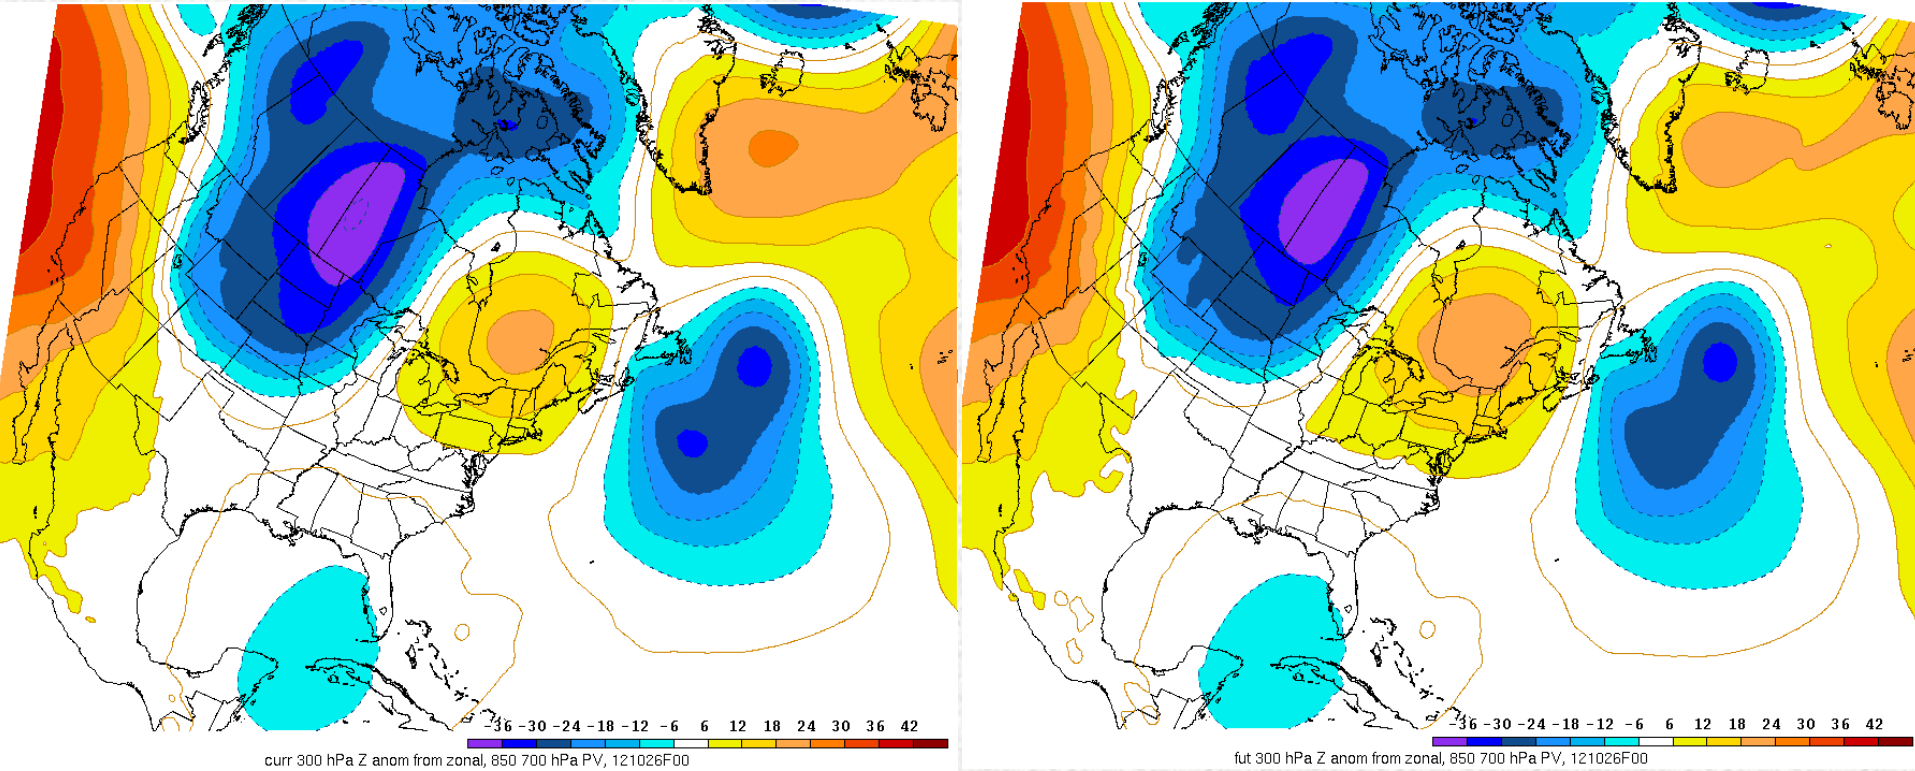 -36 -30 -24 -18 -12 -6 6 12 18 24 30 36 42
curr 300 hPa Z anom from zonal, 850 700 hPa PV, 121026F00
-36 -30 -24 -18 -12 -6 6 12 18 24 30 36 42
fut 300 hPa Z anom from zonal, 850 700 hPa PV, 121026F00